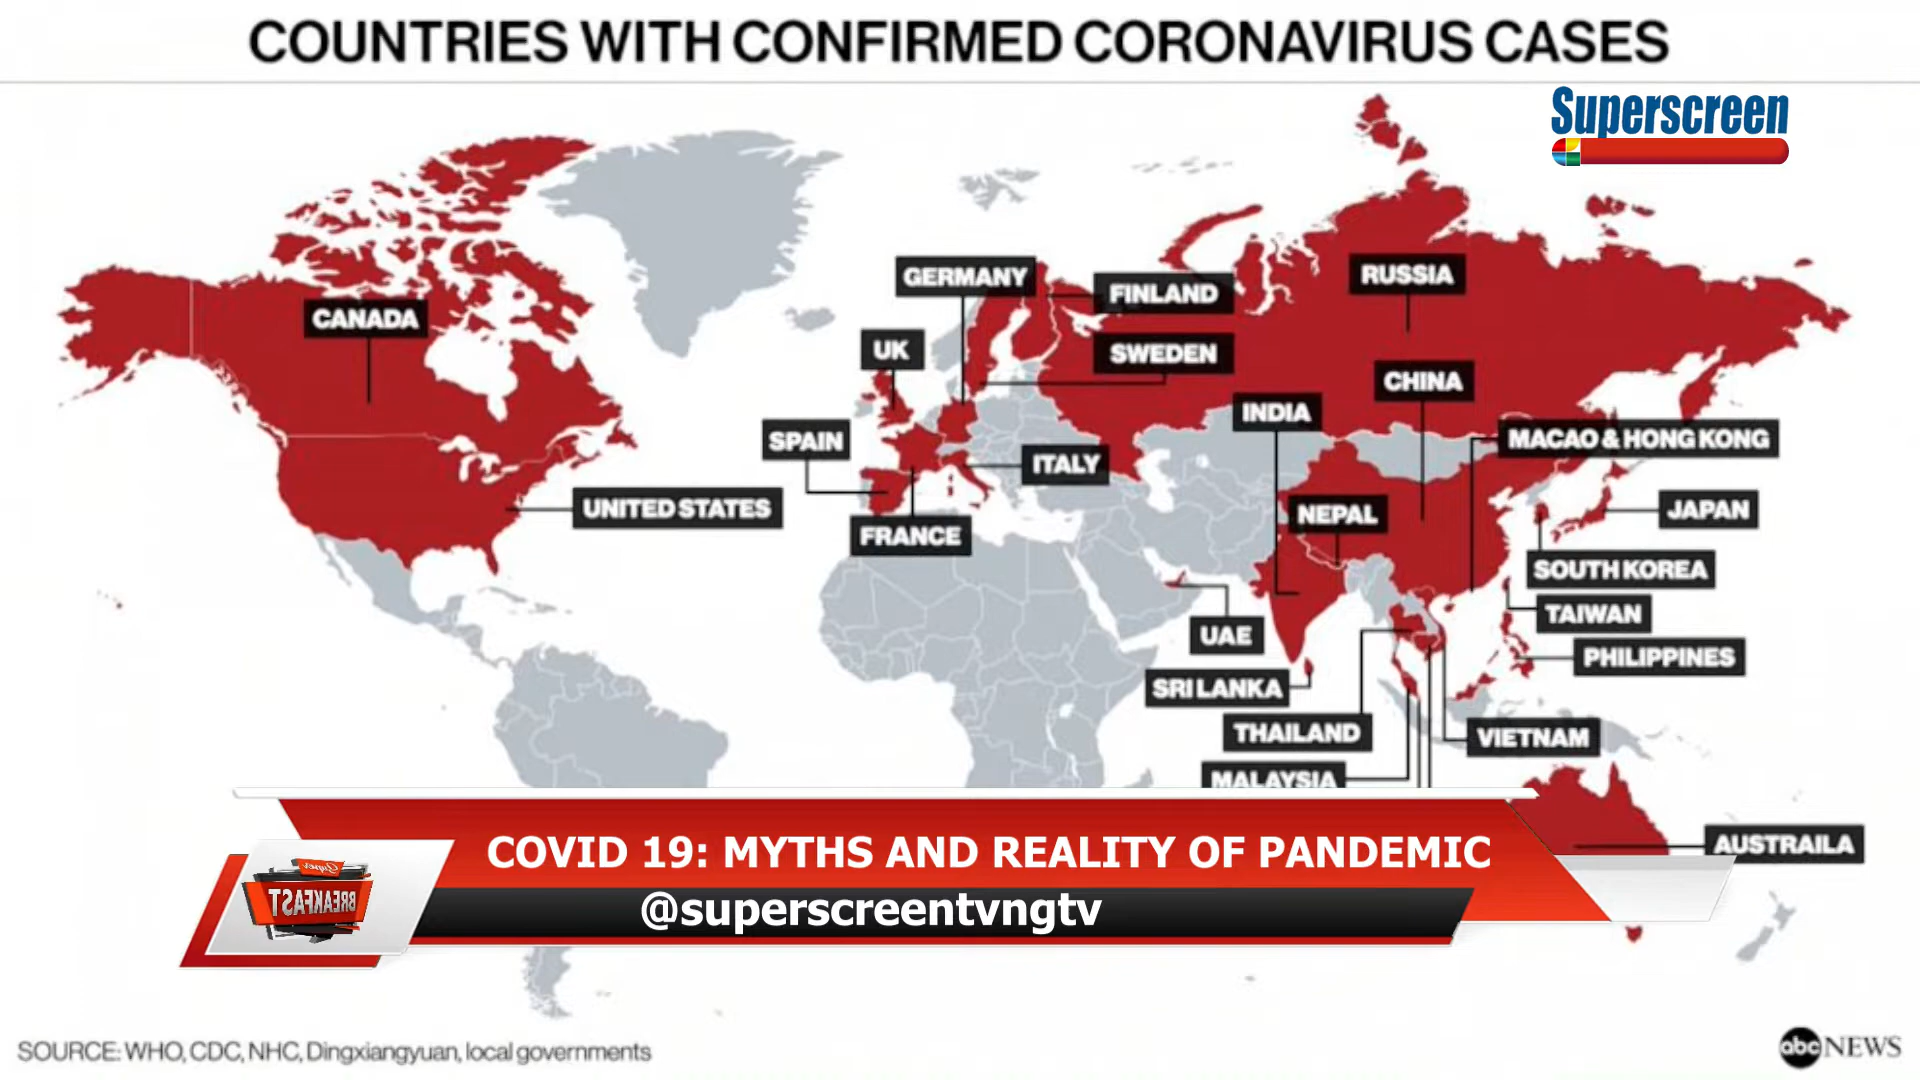 COUNTRIES WITH CONFIRMED CORONAVIRUS CASES
Superscreen
GERMANY
FINLAND
RUSSIA
CANADA
UK
SWEDEN
CHINA
INDIA
SPAIN
MACAO & HONG KONG
ITALY
UNITED STATES
NEPAL
JAPAN
FRANCE
SOUTH KOREA
TAIWAN
UAE
PHILIPPINES
SRI LANKA
THAILAND
VIETNAM
MALAYSIA
AUSTRAILA
COVID 19: MYTHS AND REALITY OF PANDEMIC
Super
BREAKFAST
@superscreentvngtv
SOURCE: WHO, CDC, NHC, Dingxiangyuan, local governments
abc NEWS